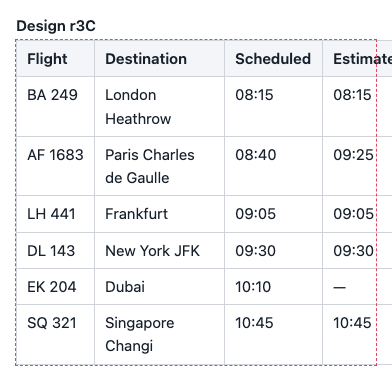 Design r3C
Flight Destination Scheduled Estimate
BA 249 London Heathrow 08:15 08:15
AF 1683 Paris Charles de Gaulle 08:40 09:25
LH 441 Frankfurt 09:05 09:05
DL 143 New York JFK 09:30 09:30
EK 204 Dubai 10:10 —
SQ 321 Singapore Changi 10:45 10:45